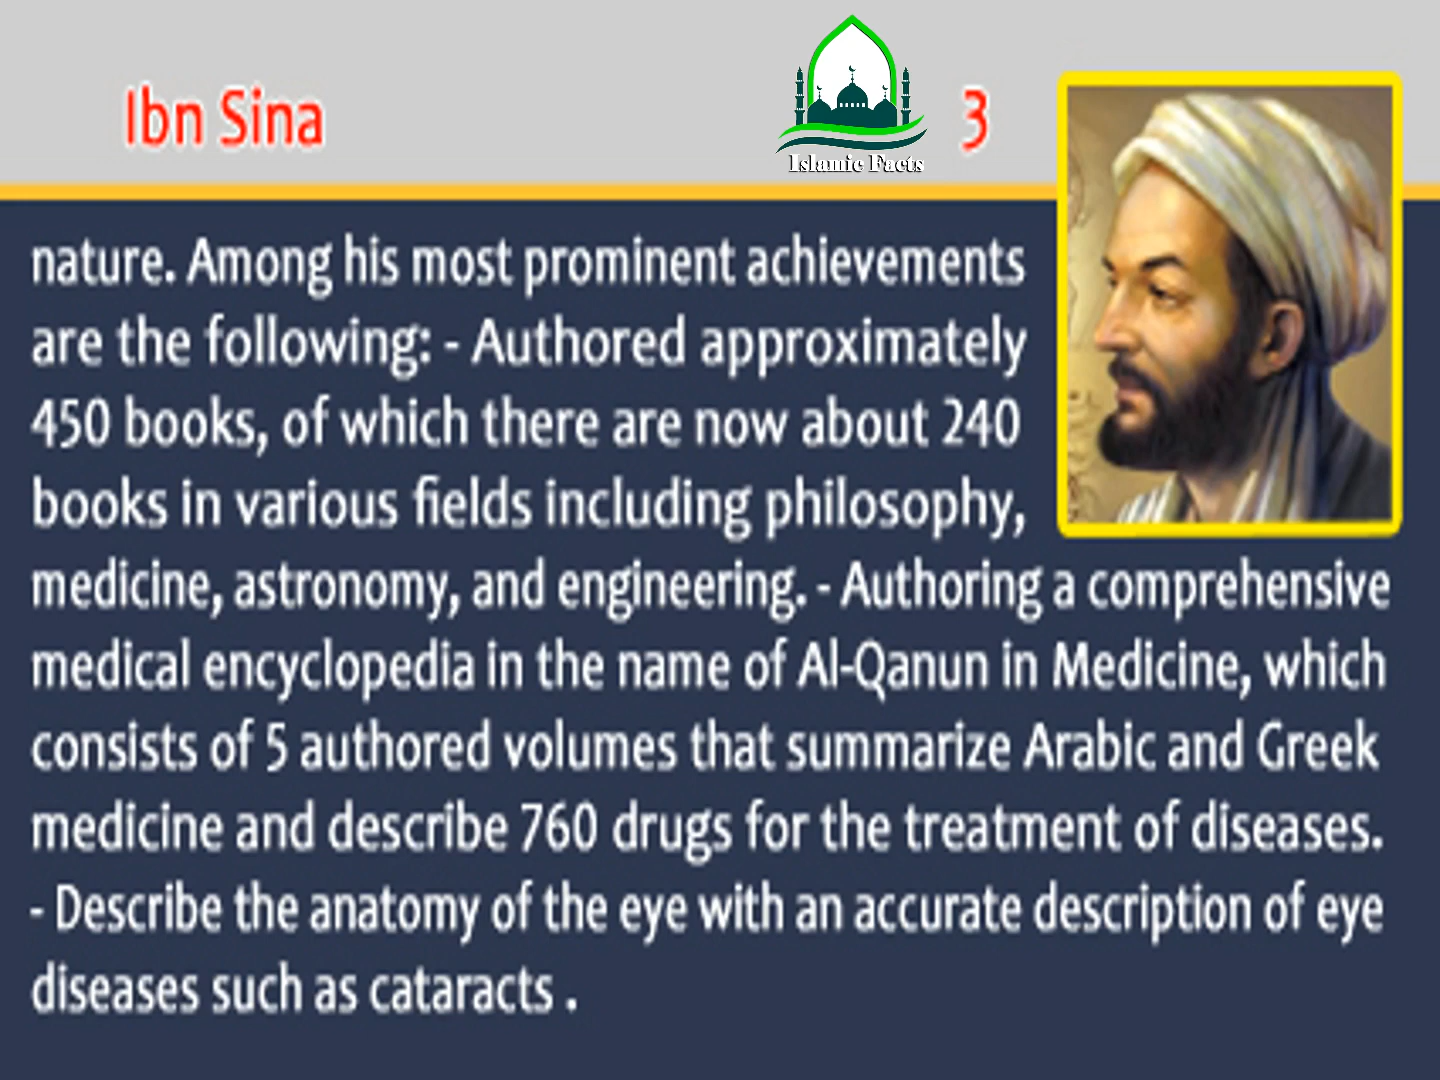 Ibn Sina
Islamic Facts
3
nature. Among his most prominent achievements
are the following: - Authored approximately
450 books, of which there are now about 240
books in various fields including philosophy,
medicine, astronomy, and engineering. - Authoring a comprehensive
medical encyclopedia in the name of Al-Qanun in Medicine, which
consists of 5 authored volumes that summarize Arabic and Greek
medicine and describe 760 drugs for the treatment of diseases.
- Describe the anatomy of the eye with an accurate description of eye
diseases such as cataracts .